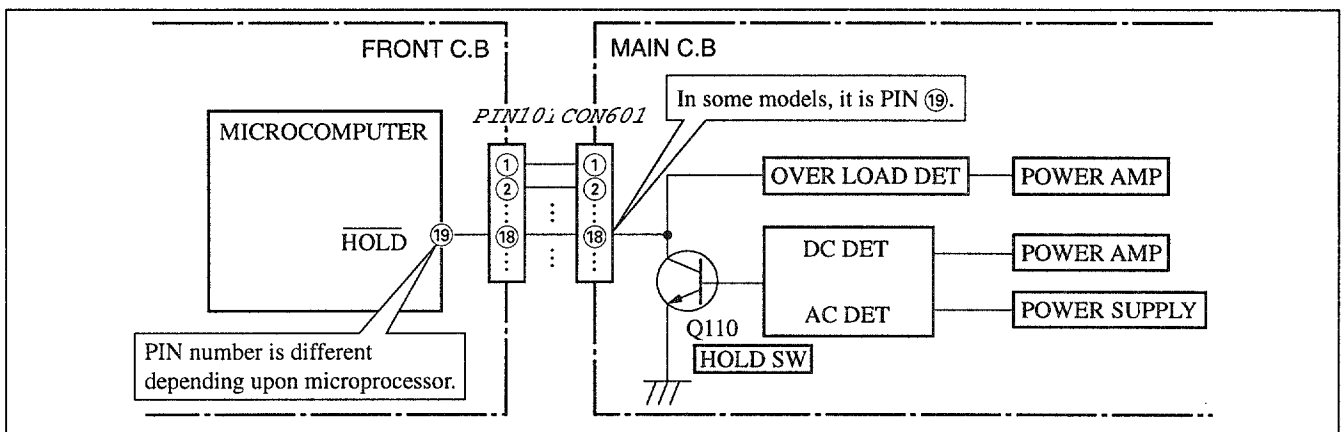 FRONT C.B
MAIN C.B
PIN101 CON601
In some models, it is PIN ⑲.
MICROCOMPUTER
① ①
② ②
⑱ ⑱
HOLD ⑲
OVER LOAD DET
POWER AMP
DC DET
AC DET
POWER AMP
POWER SUPPLY
Q110
HOLD SW
PIN number is different
depending upon microprocessor.